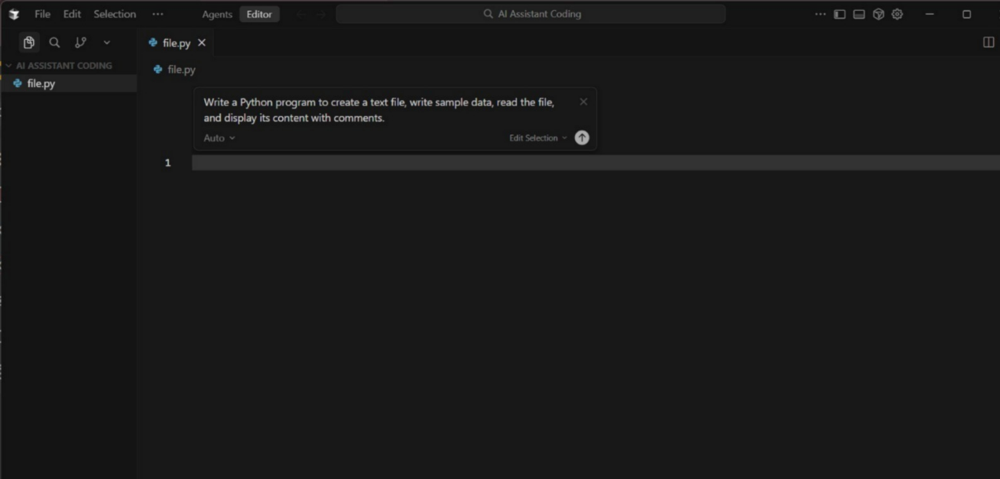 File Edit Selection ··· Agents Editor AI Assistant Coding
file.py
AI ASSISTANT CODING
file.py
file.py
Write a Python program to create a text file, write sample data, read the file,
and display its content with comments.
Auto Edit Selection
1